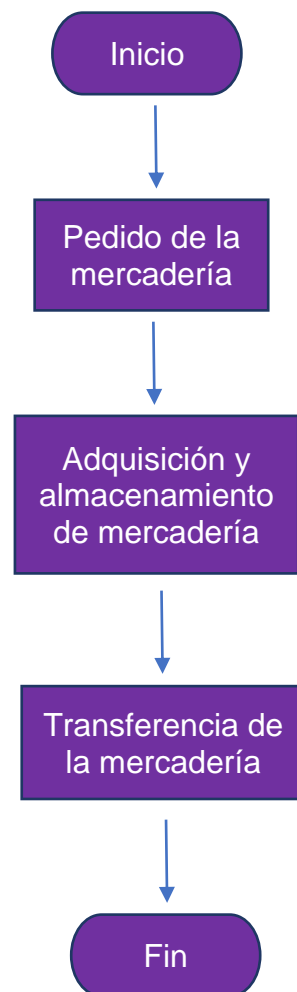 Inicio
Pedido de la
mercadería
Adquisición y
almacenamiento
de mercadería
Transferencia de
la mercadería
Fin